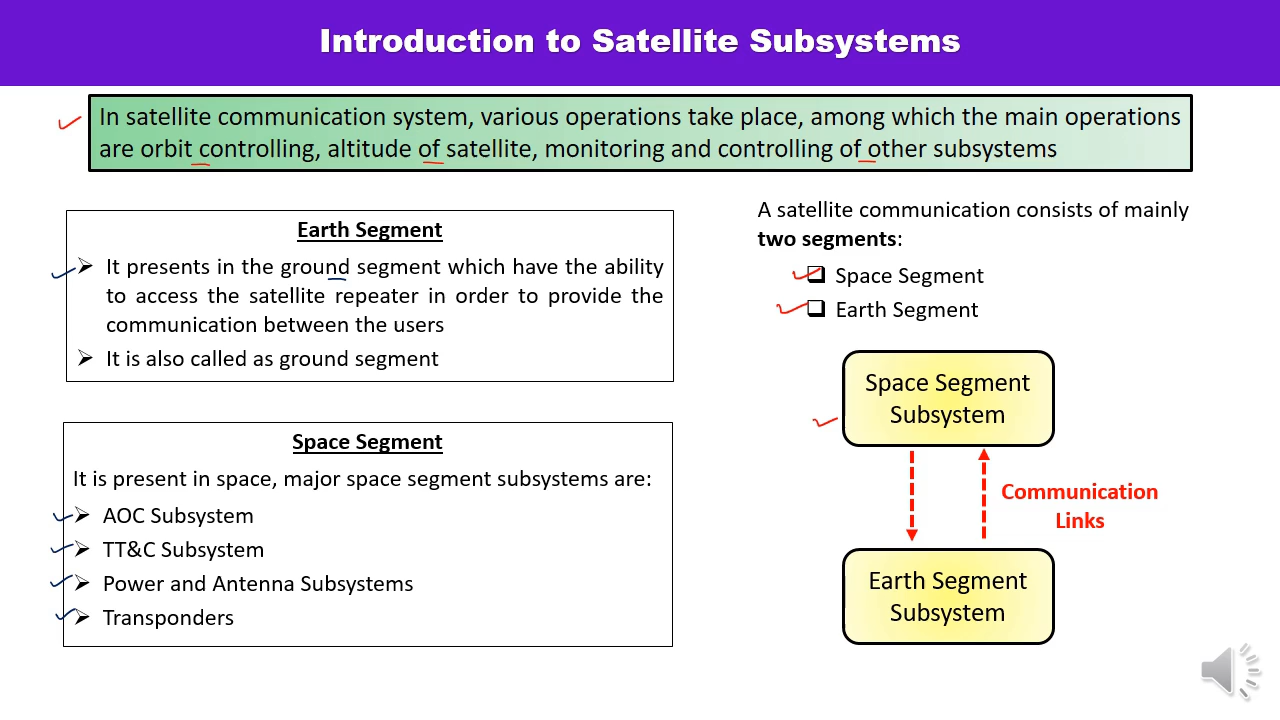 Introduction to Satellite Subsystems
In satellite communication system, various operations take place, among which the main operations
are orbit controlling, altitude of satellite, monitoring and controlling of other subsystems
Earth Segment
It presents in the ground segment which have the ability
to access the satellite repeater in order to provide the
communication between the users
It is also called as ground segment
Space Segment
It is present in space, major space segment subsystems are:
AOC Subsystem
TT&C Subsystem
Power and Antenna Subsystems
Transponders
A satellite communication consists of mainly
two segments:
Space Segment
Earth Segment
Space Segment
Subsystem
Communication
Links
Earth Segment
Subsystem